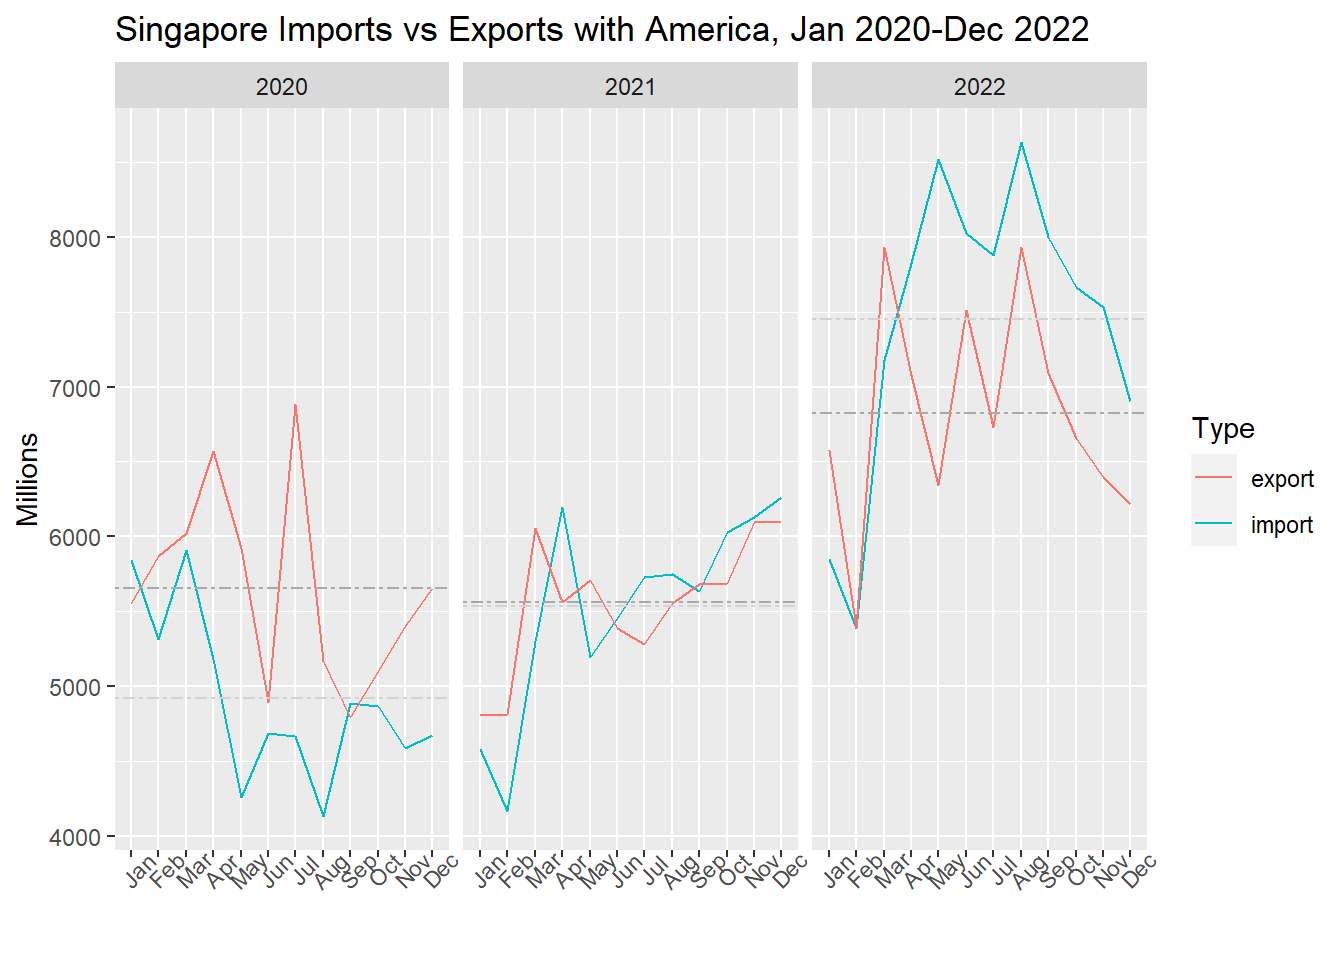 Singapore Imports vs Exports with America, Jan 2020-Dec 2022
2020 2021 2022
Millions
8000
7000
6000
5000
4000
Jan Feb Mar Apr May Jun Jul Aug Sep Oct Nov Dec Jan Feb Mar Apr May Jun Jul Aug Sep Oct Nov Dec Jan Feb Mar Apr May Jun Jul Aug Sep Oct Nov Dec
Type
export
import